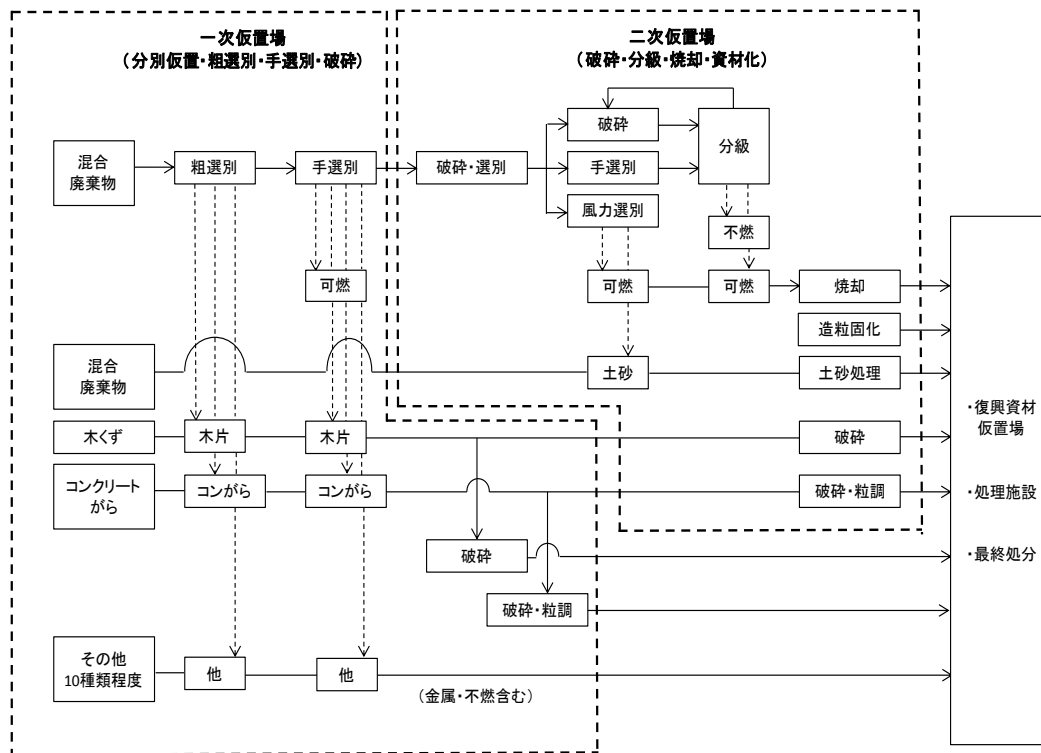 一次仮置場
（分別仮置・粗選別・手選別・破砕）
二次仮置場
（破砕・分級・焼却・資材化）
混合
廃棄物
粗選別
手選別
破砕・選別
破砕
手選別
風力選別
分級
不燃
可燃
可燃
可燃
焼却
造粒固化
混合
廃棄物
土砂
土砂処理
木くず
木片
木片
破砕
コンクリート
がら
コンがら
コンがら
破砕・粒調
破砕
破砕・粒調
その他
10種類程度
他
他
（金属・不燃含む）
・復興資材
仮置場
・処理施設
・最終処分